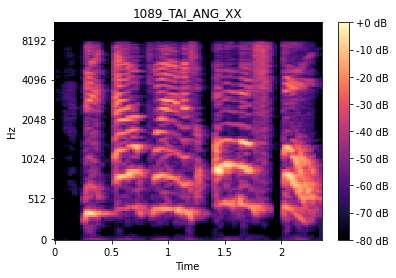 1089_TAI_ANG_XX
+0 dB
8192
-10 dB
4096
-20 dB
-30 dB
2048
-40 dB
Hz
1024
-50 dB
-60 dB
512
-70 dB
0
-80 dB
0 0.5 1 1.5 2
Time